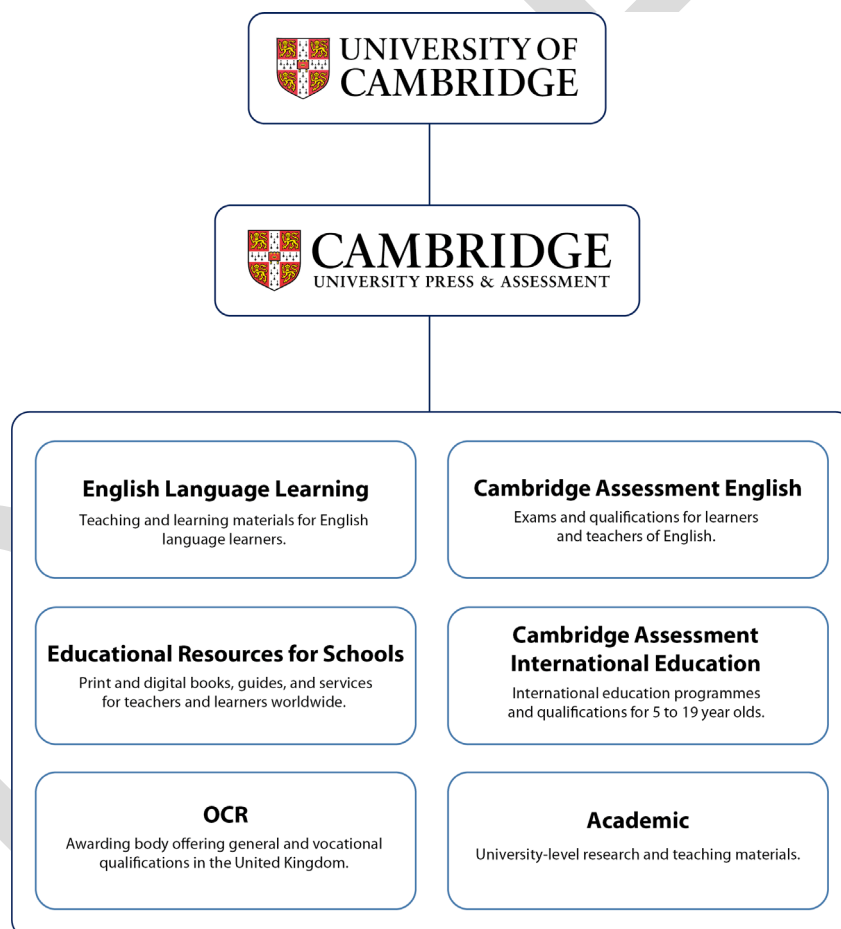 UNIVERSITY OF
CAMBRIDGE
CAMBRIDGE
UNIVERSITY PRESS & ASSESSMENT
English Language Learning
Teaching and learning materials for English
language learners.
Cambridge Assessment English
Exams and qualifications for learners
and teachers of English.
Educational Resources for Schools
Print and digital books, guides, and services
for teachers and learners worldwide.
Cambridge Assessment
International Education
International education programmes
and qualifications for 5 to 19 year olds.
OCR
Awarding body offering general and vocational
qualifications in the United Kingdom.
Academic
University-level research and teaching materials.